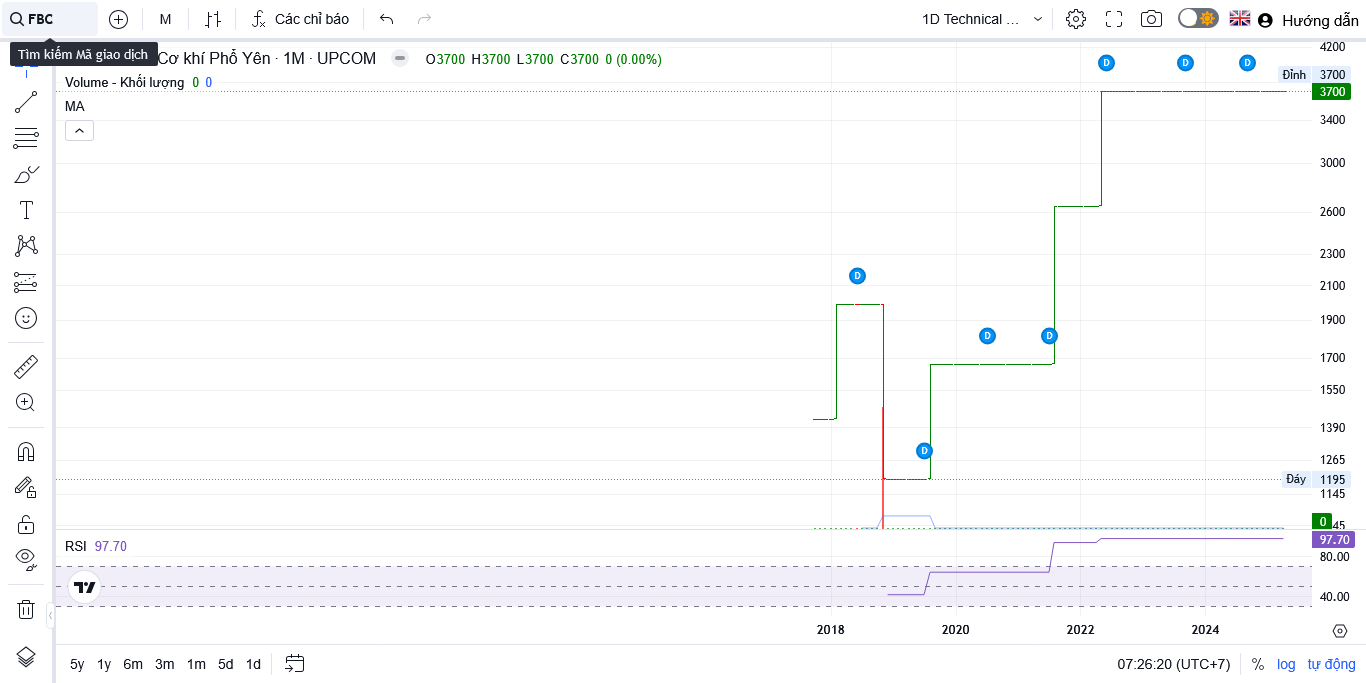 FBC
M
Các chỉ báo
1D Technical ...
Hướng dẫn
Tìm kiếm Mã giao dịch
Cơ khí Phổ Yên · 1M · UPCOM
O3700 H3700 L3700 C3700 0 (0.00%)
Volume - Khối lượng 0 0
MA
D
D
D
D
D
D
D
D
4200
Đỉnh 3700
3700
3400
3000
2600
2300
2100
1900
1700
1550
1390
1265
Đáy 1195
1145
0
45
RSI 97.70
97.70
80.00
40.00
2018
2020
2022
2024
5y 1y 6m 3m 1m 5d 1d
07:26:20 (UTC+7)
% log tự động